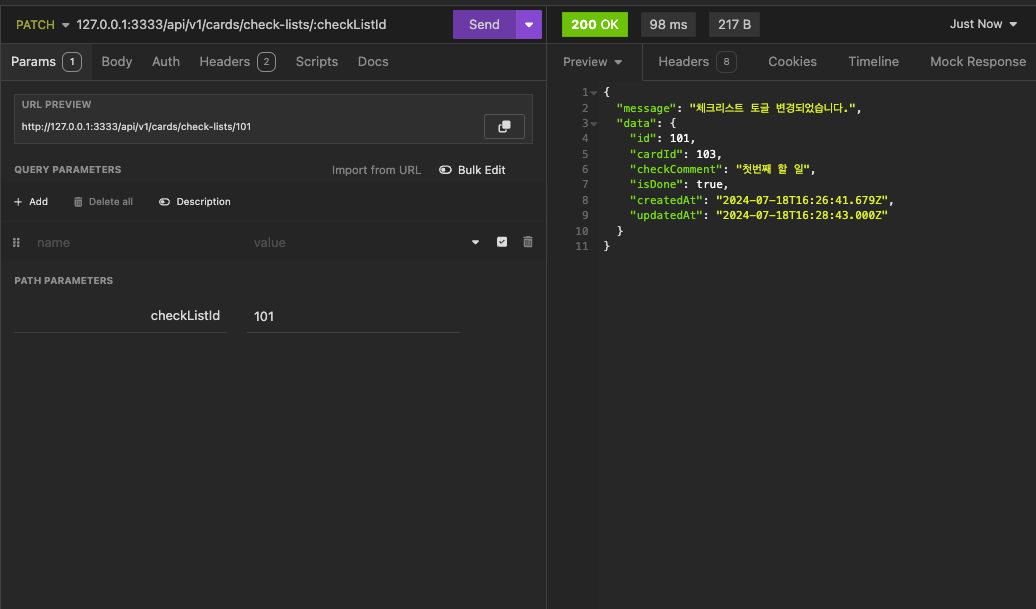 PATCH 127.0.0.1:3333/api/v1/cards/check-lists/:checkListId Send
Params 1 Body Auth Headers 2 Scripts Docs
URL PREVIEW
http://127.0.0.1:3333/api/v1/cards/check-lists/101
QUERY PARAMETERS Import from URL Bulk Edit
Add Delete all Description
name value
PATH PARAMETERS
checkListId 101
200 OK 98 ms 217 B Just Now
Preview Headers 8 Cookies Timeline Mock Response
1 {
2 "message": "체크리스트 토글 변경되었습니다.",
3 "data": {
4 "id": 101,
5 "cardId": 103,
6 "checkComment": "첫번째 할 일",
7 "isDone": true,
8 "createdAt": "2024-07-18T16:26:41.679Z",
9 "updatedAt": "2024-07-18T16:28:43.000Z"
10 }
11 }